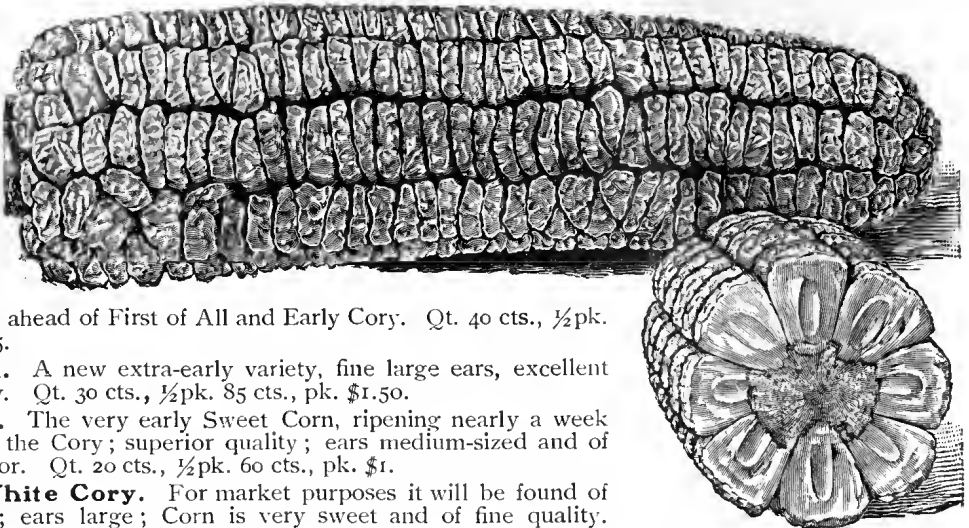 ahead of First of All and Early Cory. Qt. 40 cts., ½pk.
A new extra-early variety, fine large ears, excellent
Qt. 30 cts., ½pk. 85 cts., pk. $1.50.
The very early Sweet Corn, ripening nearly a week
the Cory; superior quality; ears medium-sized and of
or. Qt. 20 cts., ½pk. 60 cts., pk. $1.
White Cory. For market purposes it will be found of
; ears large; Corn is very sweet and of fine quality.